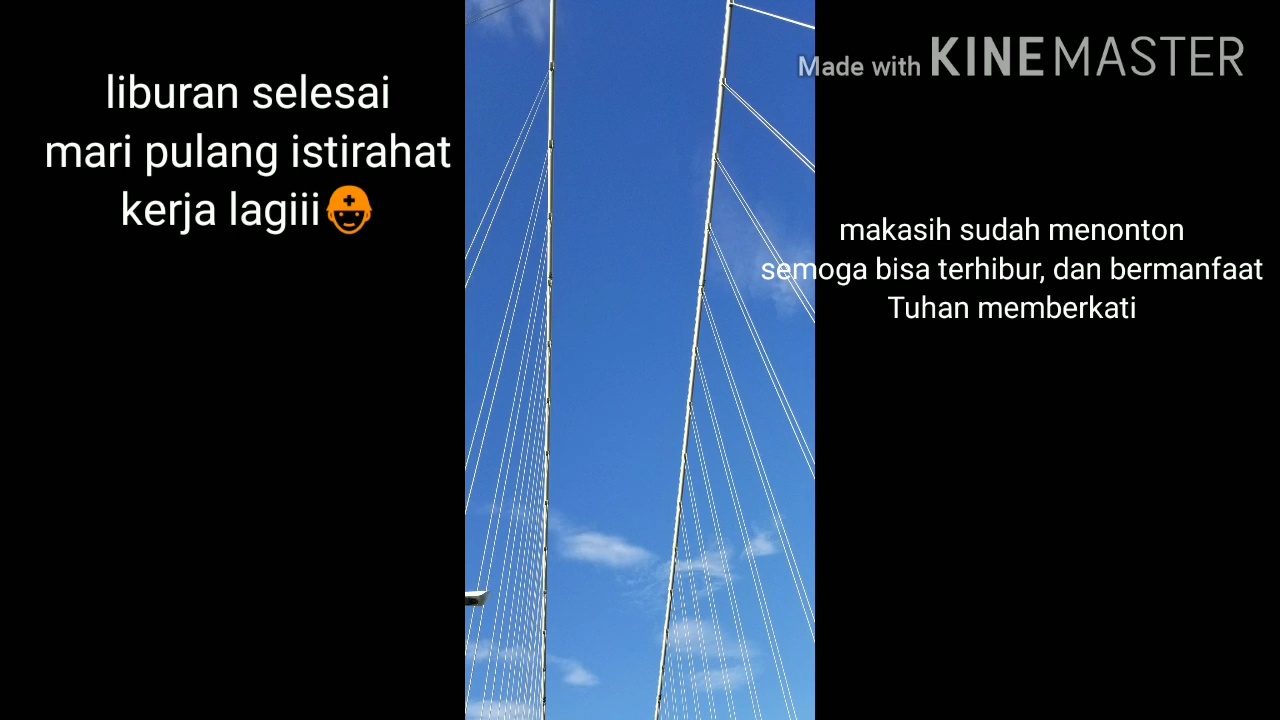 liburan selesai
mari pulang istirahat
kerja lagiii👷
Made with KINEMASTER
makasih sudah menonton
semoga bisa terhibur, dan bermanfaat
Tuhan memberkati